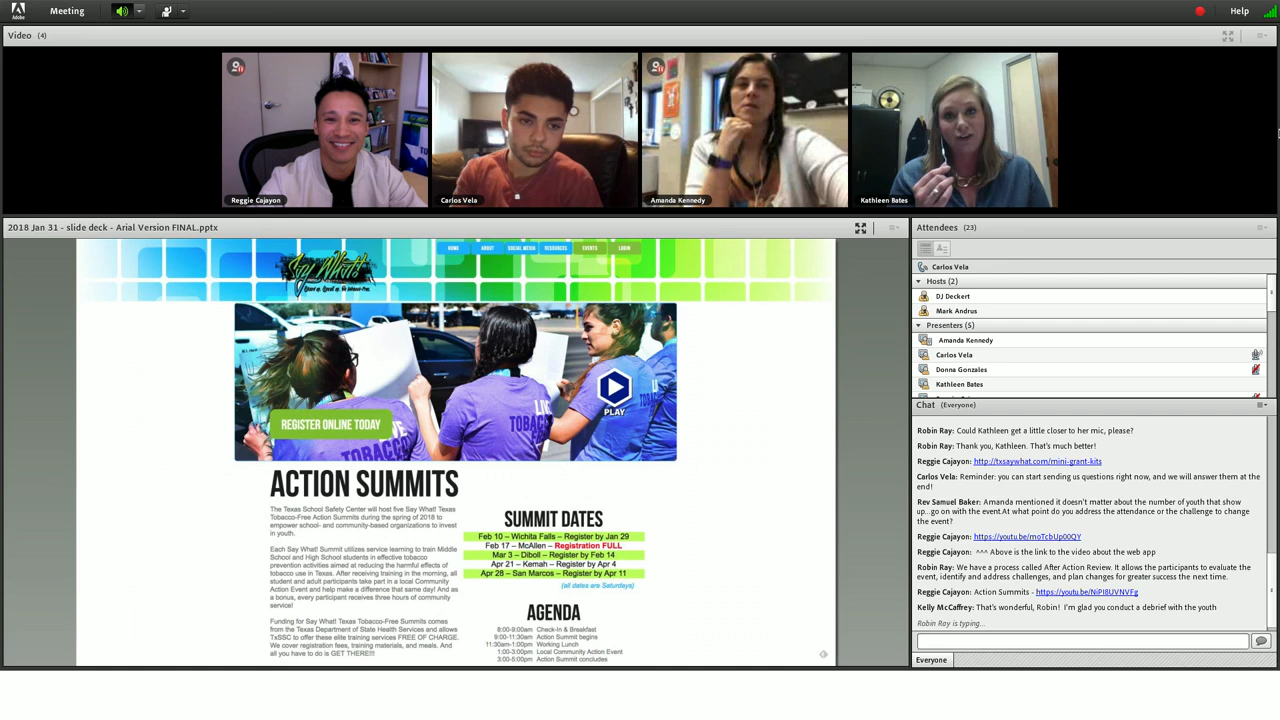 Adobe
Meeting
Help
Video (4)
Reggie Cajayon
Carlos Vela
Amanda Kennedy
Kathleen Bates
2018 Jan 31 - slide deck - Arial Version FINAL.pptx
HOME
ABOUT
SOCIAL MEDIA
RESOURCES
EVENTS
LOGIN
Say What!
LIVE
TOBACCO
TOBACCO
REGISTER ONLINE TODAY
PLAY
ACTION SUMMITS
The Texas School Safety Center will host five Say What! Texas
Tobacco-Free Action Summits during the spring of 2018 to
empower school- and community-based organizations to invest
in youth.
Each Say What! Summit utilizes service learning to train Middle
School and High School students in effective tobacco
prevention activities aimed at reducing the harmful effects of
tobacco use in Texas. After receiving training in the morning, all
student and adult participants take part in a local Community
Action Event and help make a difference that same day! And as
a bonus, every participant receives three hours of community
service!
Funding for Say What! Texas Tobacco-Free Summits comes
from the Texas Department of State Health Services and allows
TxSSC to offer these elite training services FREE OF CHARGE.
We cover registration fees, training materials, and meals. And
all you have to do is GET THERE!!!!
SUMMIT DATES
Feb 10 – Wichita Falls – Register by Jan 29
Feb 17 – McAllen – Registration FULL
Mar 3 – Diboll – Register by Feb 14
Apr 21 – Kemah – Register by Apr 4
Apr 28 – San Marcos – Register by Apr 11
(all dates are Saturdays)
AGENDA
8:00-9:00am Check-In & Breakfast
9:00-11:30am Action Summit begins
11:30am-1:00pm Working Lunch
1:00-3:00pm Local Community Action Event
3:00-5:00pm Action Summit concludes
Attendees (23)
Carlos Vela
Hosts (2)
DJ Deckert
Mark Andrus
Presenters (5)
Amanda Kennedy
Carlos Vela
Donna Gonzales
Kathleen Bates
Chat (Everyone)
Robin Ray: Could Kathleen get a little closer to her mic, please?
Robin Ray: Thank you, Kathleen. That's much better!
Reggie Cajayon: http://txsaywhat.com/mini-grant-kits
Carlos Vela: Reminder: you can start sending us questions right now, and we will answer them at the
end!
Rev Samuel Baker: Amanda mentioned it doesn't matter about the number of youth that show
up...go on with the event.At what point do you address the attendance or the challenge to change
the event?
Reggie Cajayon: https://youtu.be/moTcbUp00QY
Reggie Cajayon: ^^^ Above is the link to the video about the web app
Robin Ray: We have a process called After Action Review. It allows the participants to evaluate the
event, identify and address challenges, and plan changes for greater success the next time.
Reggie Cajayon: Action Summits - https://youtu.be/NiPI8UVNVFg
Kelly McCaffrey: That's wonderful, Robin! I'm glad you conduct a debrief with the youth
Robin Ray is typing...
Everyone